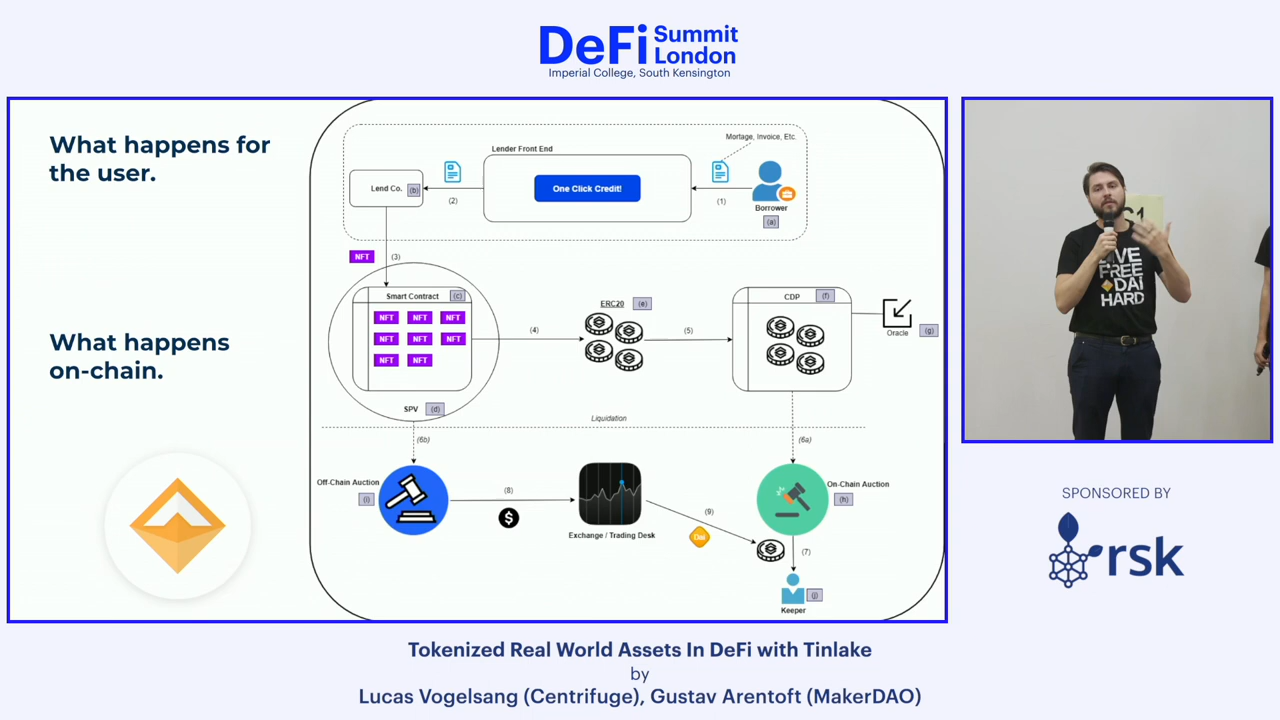 DeFi Summit
London
Imperial College, South Kensington
What happens for
the user.
What happens
on-chain.
Mortage, Invoice, Etc.
Lender Front End
Lend Co.
(b)
(2)
One Click Credit!
(1)
Borrower
(a)
NFT
(3)
Smart Contract
(c)
NFT NFT NFT
NFT NFT NFT
NFT NFT
SPV
(d)
(4)
ERC20
(e)
(5)
CDP
(f)
Oracle
(g)
Liquidation
(6b)
(6a)
Off-Chain Auction
(i)
(8)
$
Exchange / Trading Desk
(9)
Dai
On-Chain Auction
(h)
(7)
Keeper
(j)
LIVE
FREE
DAI
HARD
SPONSORED BY
rsk
Tokenized Real World Assets In DeFi with Tinlake
by
Lucas Vogelsang (Centrifuge), Gustav Arentoft (MakerDAO)